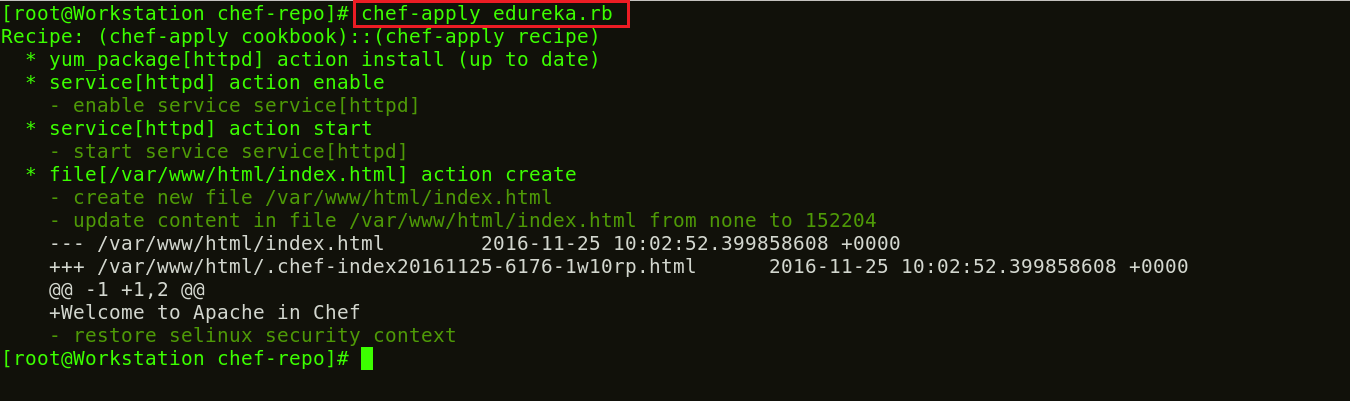 [root@Workstation chef-repo]# chef-apply edureka.rb
Recipe: (chef-apply cookbook)::(chef-apply recipe)
  * yum_package[httpd] action install (up to date)
  * service[httpd] action enable
    - enable service service[httpd]
  * service[httpd] action start
    - start service service[httpd]
  * file[/var/www/html/index.html] action create
    - create new file /var/www/html/index.html
    - update content in file /var/www/html/index.html from none to 152204
    --- /var/www/html/index.html        2016-11-25 10:02:52.399858608 +0000
    +++ /var/www/html/.chef-index20161125-6176-1w10rp.html      2016-11-25 10:02:52.399858608 +0000
    @@ -1 +1,2 @@
    +Welcome to Apache in Chef
    - restore selinux security context
[root@Workstation chef-repo]#